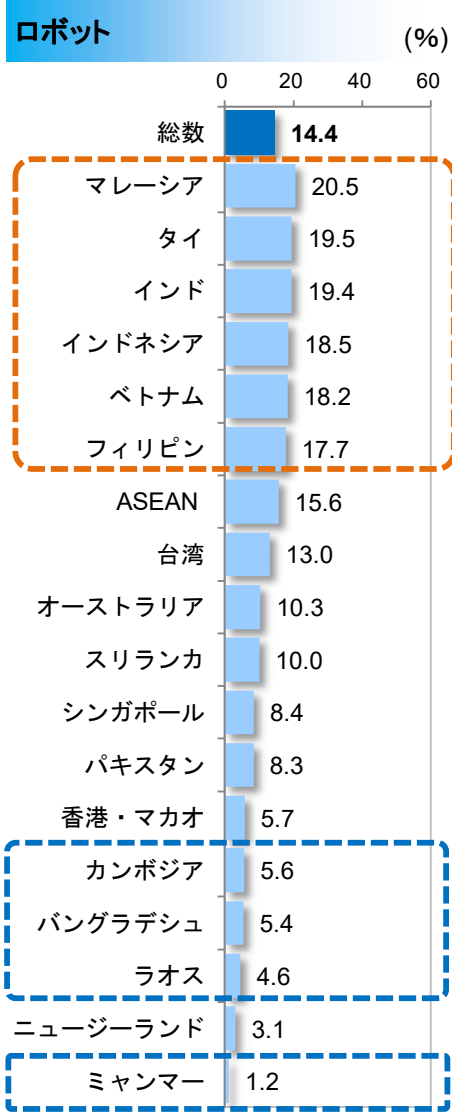 ロボット (%)
0 20 40 60
総数 14.4
マレーシア 20.5
タイ 19.5
インド 19.4
インドネシア 18.5
ベトナム 18.2
フィリピン 17.7
ASEAN 15.6
台湾 13.0
オーストラリア 10.3
スリランカ 10.0
シンガポール 8.4
パキスタン 8.3
香港・マカオ 5.7
カンボジア 5.6
バングラデシュ 5.4
ラオス 4.6
ニュージーランド 3.1
ミャンマー 1.2